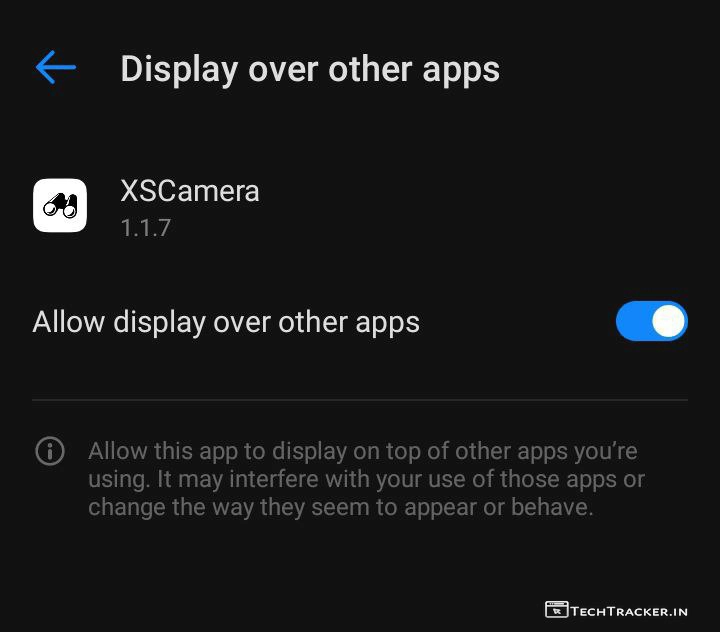 Display over other apps
XSCamera
1.1.7
Allow display over other apps
Allow this app to display on top of other apps you’re
using. It may interfere with your use of those apps or
change the way they seem to appear or behave.
TECHTRACKER.IN